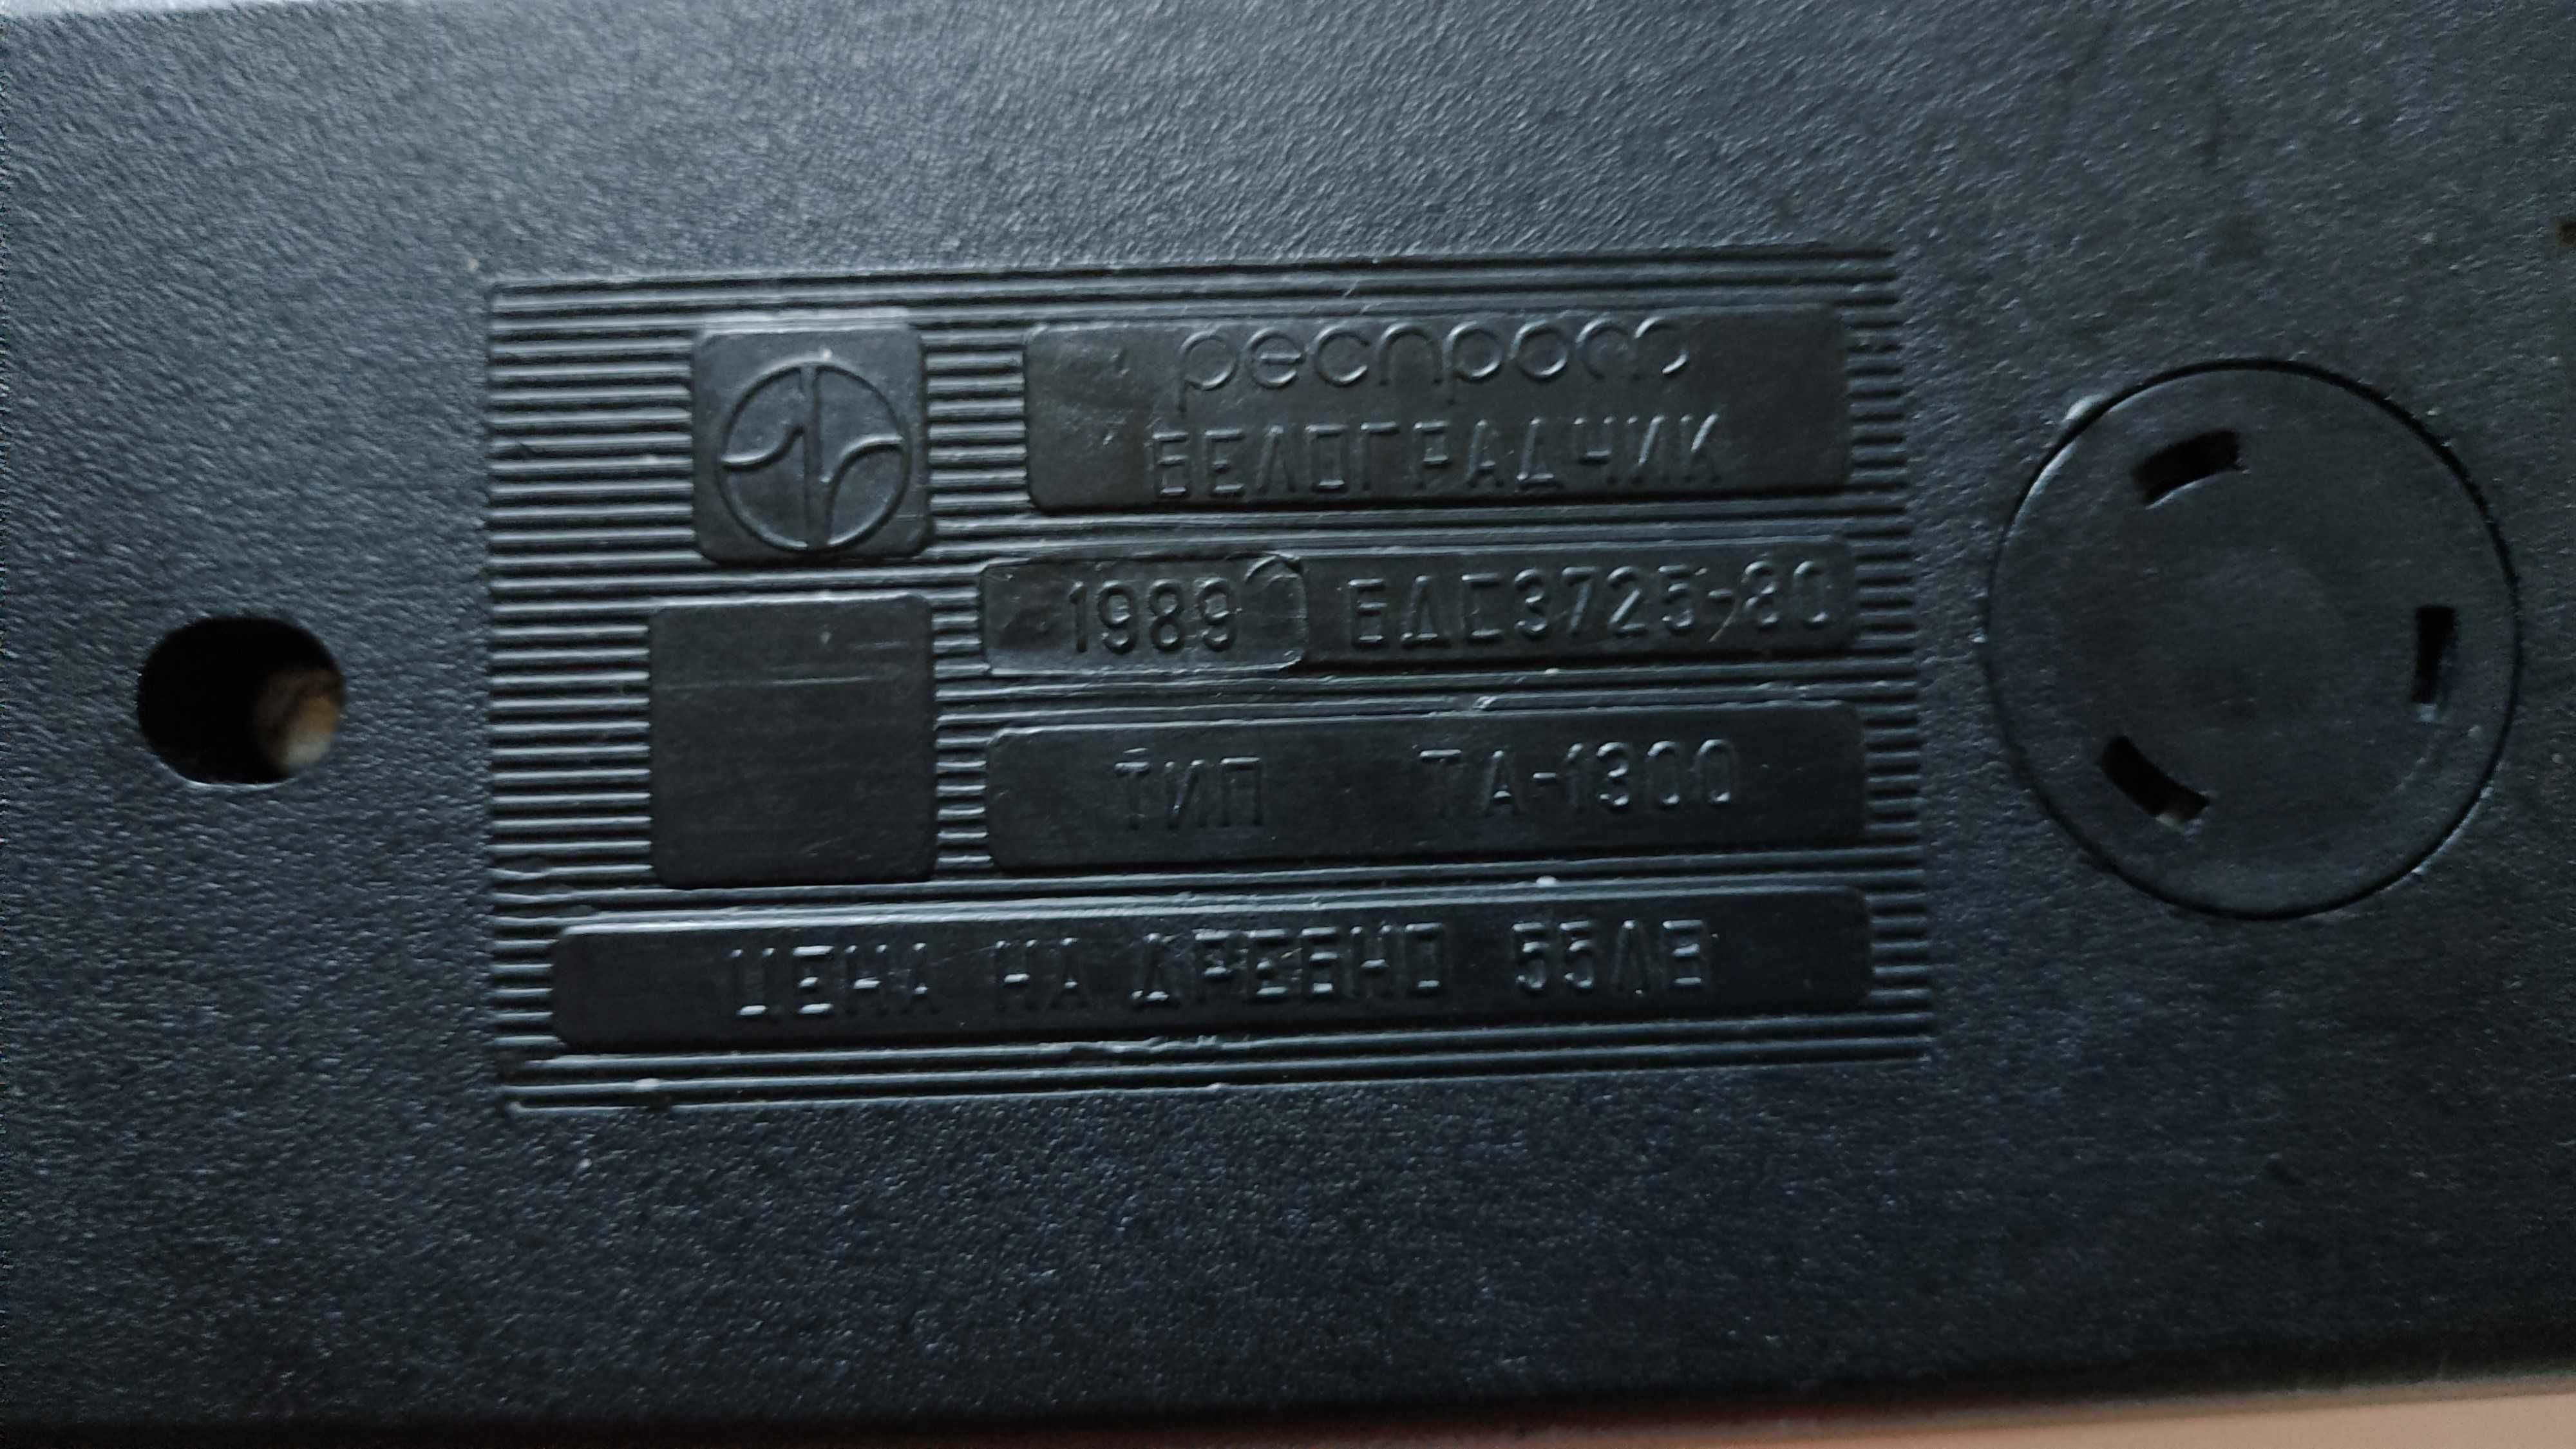 респром
БЕЛОГРАДЧИК
1989 БДС3725-80
ТИП ТА-1300
ЦЕНА НА ДРЕБНО 55ЛВ